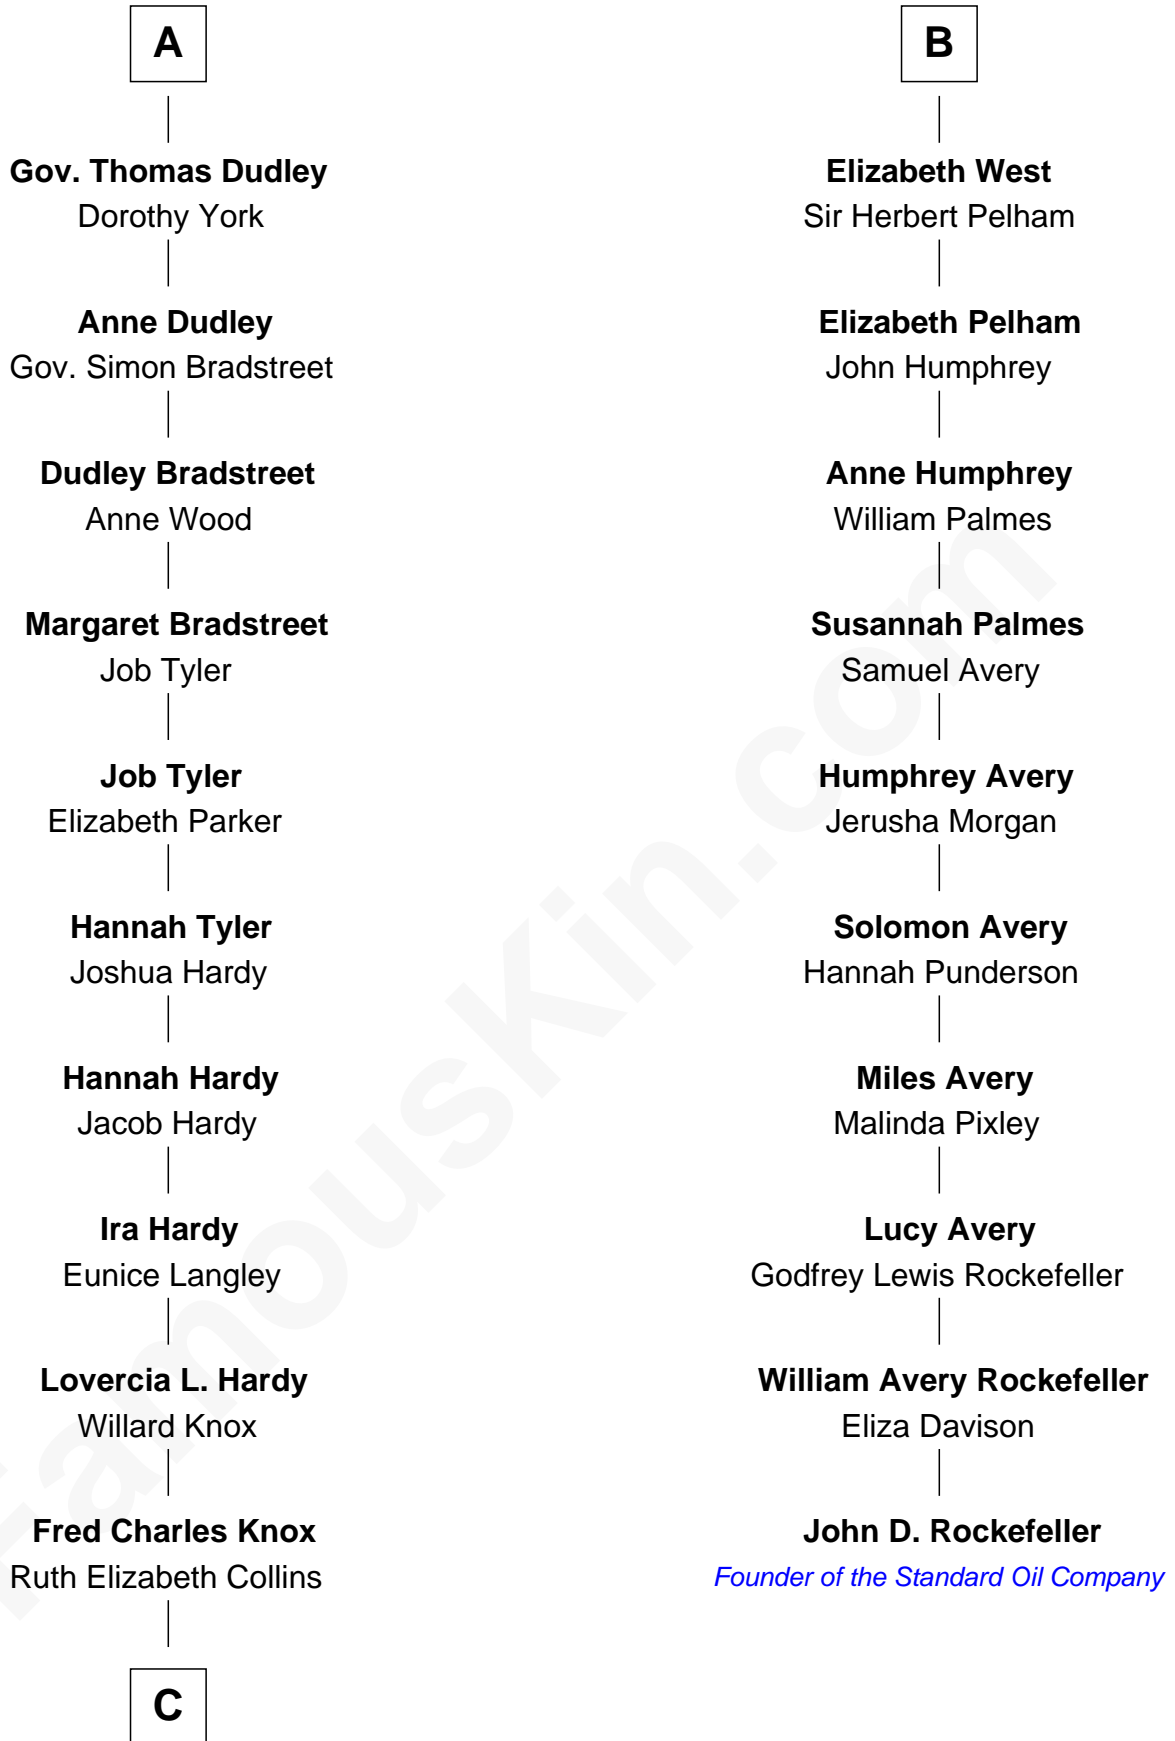 A
Gov. Thomas Dudley
Dorothy York
Anne Dudley
Gov. Simon Bradstreet
Dudley Bradstreet
Anne Wood
Margaret Bradstreet
Job Tyler
Job Tyler
Elizabeth Parker
Hannah Tyler
Joshua Hardy
Hannah Hardy
Jacob Hardy
Ira Hardy
Eunice Langley
Lovercia L. Hardy
Willard Knox
Fred Charles Knox
Ruth Elizabeth Collins
C
B
Elizabeth West
Sir Herbert Pelham
Elizabeth Pelham
John Humphrey
Anne Humphrey
William Palmes
Susannah Palmes
Samuel Avery
Humphrey Avery
Jerusha Morgan
Solomon Avery
Hannah Punderson
Miles Avery
Malinda Pixley
Lucy Avery
Godfrey Lewis Rockefeller
William Avery Rockefeller
Eliza Davison
John D. Rockefeller
Founder of the Standard Oil Company
FamousKin.com